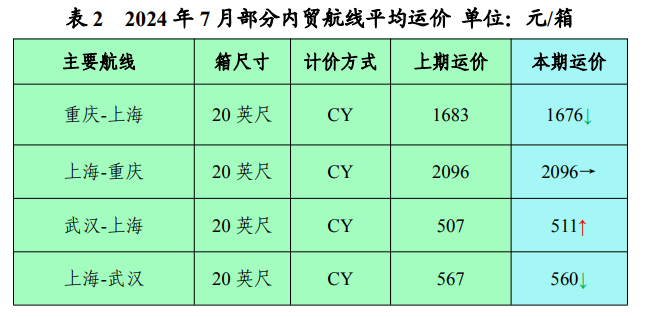 表 2 2024 年 7 月部分内贸航线平均运价 单位：元/箱
主要航线 箱尺寸 计价方式 上期运价 本期运价
重庆-上海 20 英尺 CY 1683 1676↓
上海-重庆 20 英尺 CY 2096 2096→
武汉-上海 20 英尺 CY 507 511↑
上海-武汉 20 英尺 CY 567 560↓